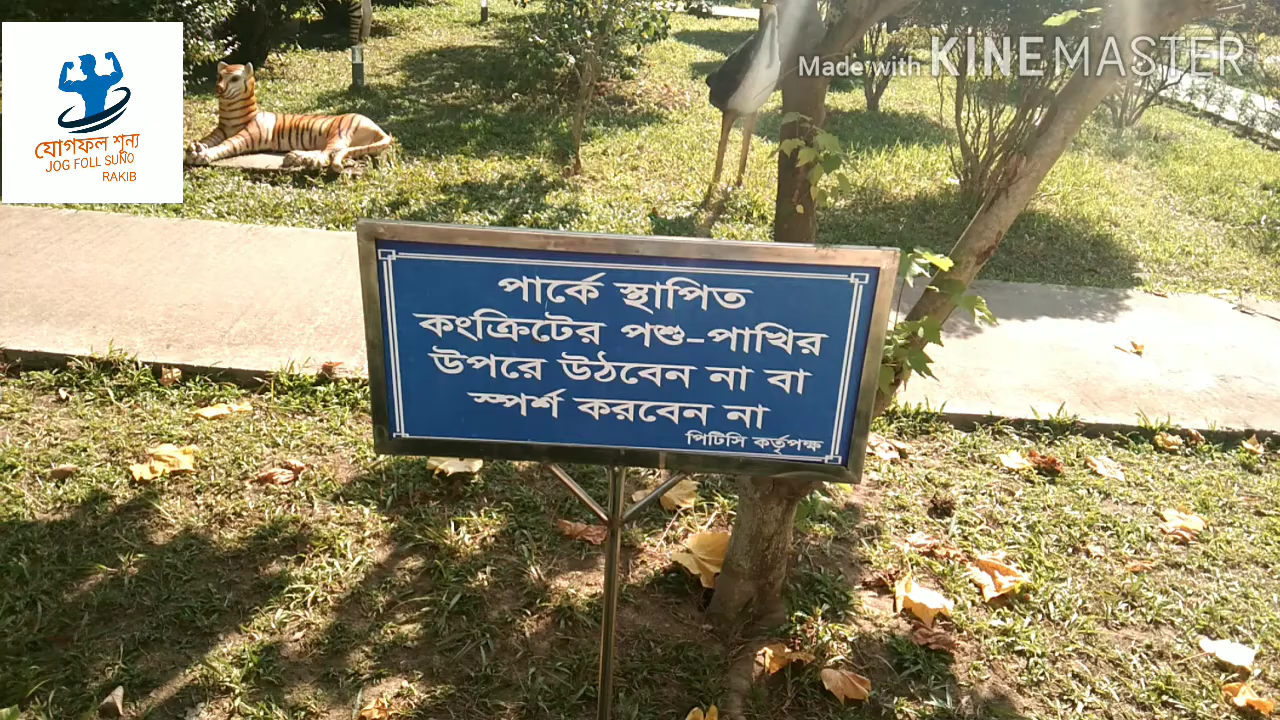 Made with KINEMASTER
যোগফল শূন্য
JOG FOLL SUNO
RAKIB
পার্কে স্থাপিত
কংক্রিটের পশু-পাখির
উপরে উঠবেন না বা
স্পর্শ করবেন না
পিটিসি কর্তৃপক্ষ